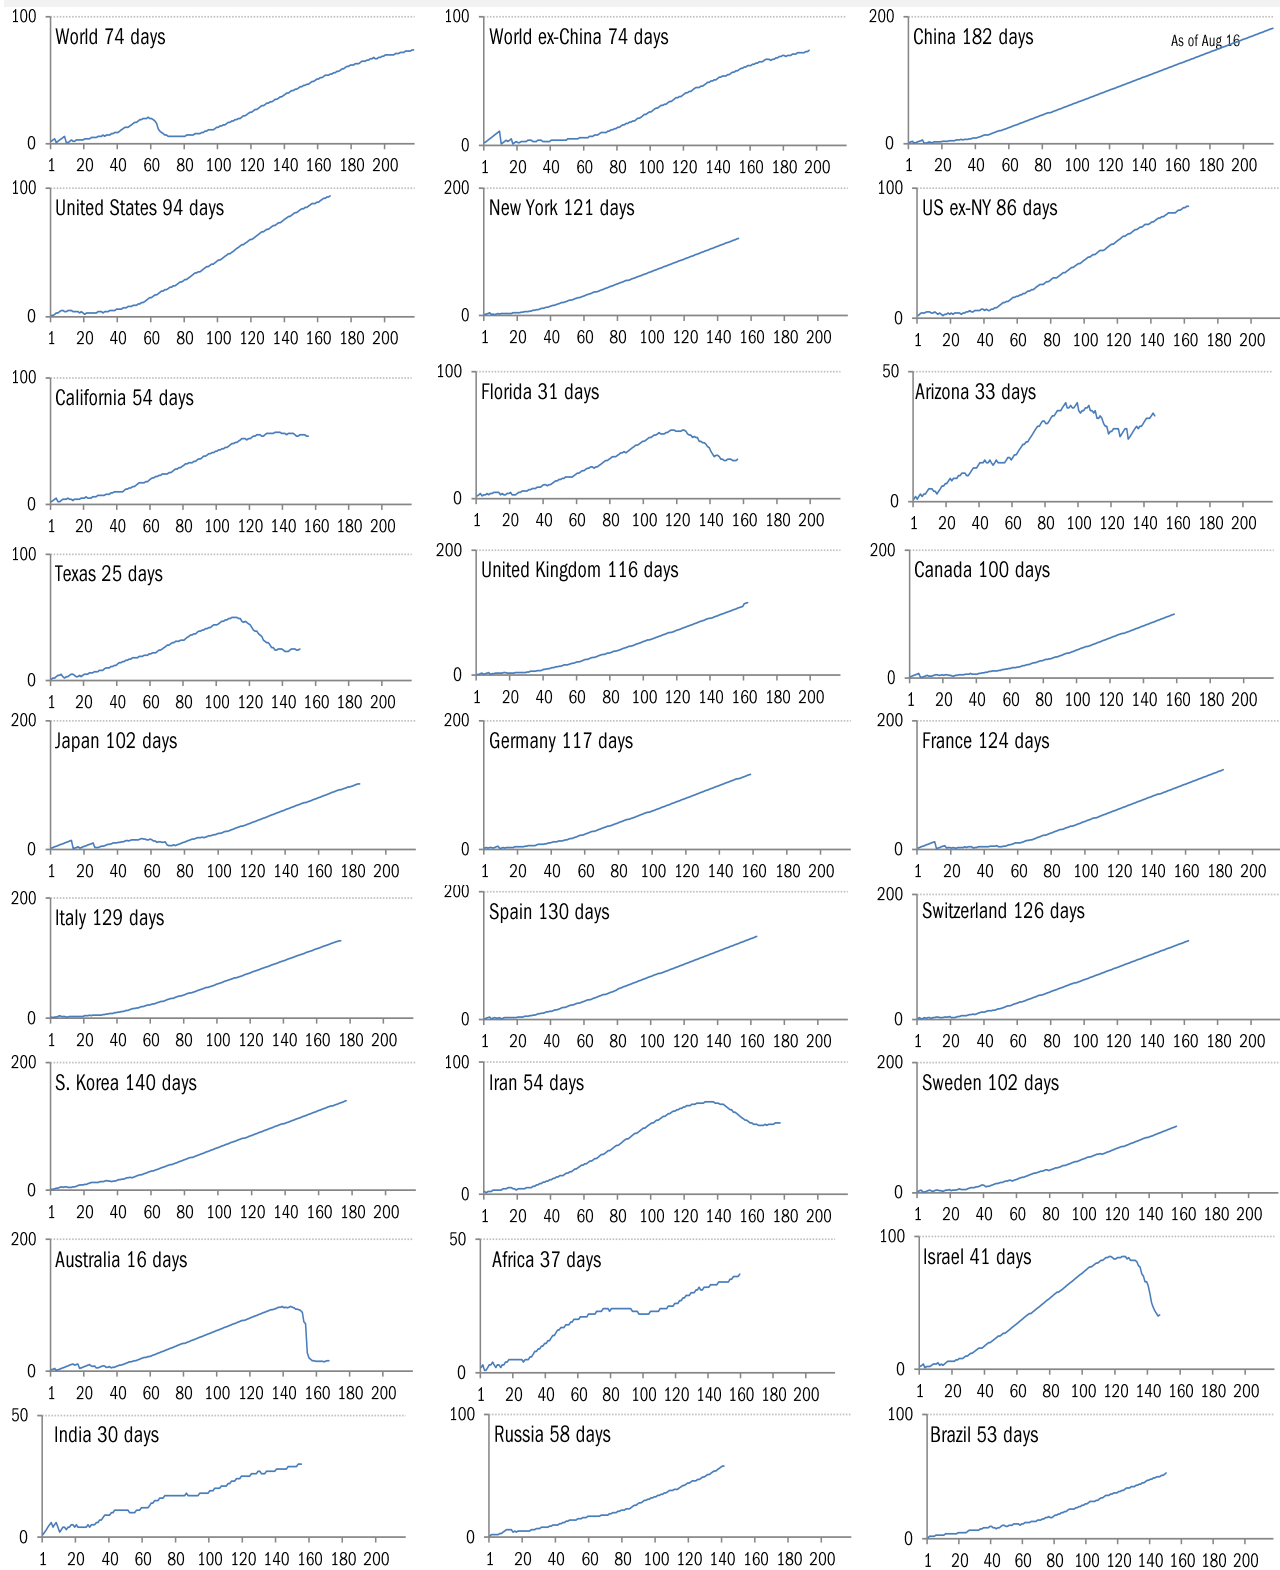 100
World 74 days
0
1 20 40 60 80 100 120 140 160 180 200
100
World ex-China 74 days
0
1 20 40 60 80 100 120 140 160 180 200
200
China 182 days
As of Aug 16
0
1 20 40 60 80 100 120 140 160 180 200
100
United States 94 days
0
1 20 40 60 80 100 120 140 160 180 200
200
New York 121 days
0
1 20 40 60 80 100 120 140 160 180 200
100
US ex-NY 86 days
0
1 20 40 60 80 100 120 140 160 180 200
100
California 54 days
0
1 20 40 60 80 100 120 140 160 180 200
100
Florida 31 days
0
1 20 40 60 80 100 120 140 160 180 200
50
Arizona 33 days
0
1 20 40 60 80 100 120 140 160 180 200
100
Texas 25 days
0
1 20 40 60 80 100 120 140 160 180 200
200
United Kingdom 116 days
0
1 20 40 60 80 100 120 140 160 180 200
200
Canada 100 days
0
1 20 40 60 80 100 120 140 160 180 200
200
Japan 102 days
0
1 20 40 60 80 100 120 140 160 180 200
200
Germany 117 days
0
1 20 40 60 80 100 120 140 160 180 200
200
France 124 days
0
1 20 40 60 80 100 120 140 160 180 200
200
Italy 129 days
0
1 20 40 60 80 100 120 140 160 180 200
200
Spain 130 days
0
1 20 40 60 80 100 120 140 160 180 200
200
Switzerland 126 days
0
1 20 40 60 80 100 120 140 160 180 200
200
S. Korea 140 days
0
1 20 40 60 80 100 120 140 160 180 200
100
Iran 54 days
0
1 20 40 60 80 100 120 140 160 180 200
200
Sweden 102 days
0
1 20 40 60 80 100 120 140 160 180 200
200
Australia 16 days
0
1 20 40 60 80 100 120 140 160 180 200
50
Africa 37 days
0
1 20 40 60 80 100 120 140 160 180 200
100
Israel 41 days
0
1 20 40 60 80 100 120 140 160 180 200
50
India 30 days
0
1 20 40 60 80 100 120 140 160 180 200
100
Russia 58 days
0
1 20 40 60 80 100 120 140 160 180 200
100
Brazil 53 days
0
1 20 40 60 80 100 120 140 160 180 200